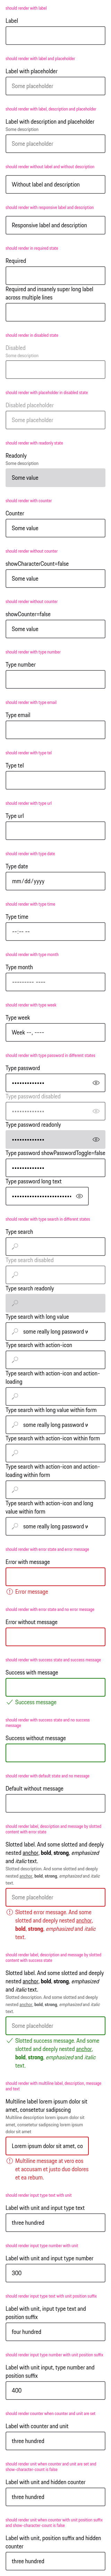 should render with label
Label
should render with label and placeholder
Label with placeholder
Some placeholder
should render with label, description and placeholder
Label with description and placeholder
Some description
Some placeholder
should render without label and without description
Without label and description
should render with responsive label and description
Responsive label and description
should render in required state
Required
Required and insanely super long label
across multiple lines
should render in disabled state
Disabled
Some description
should render with placeholder in disabled state
Disabled placeholder
Some placeholder
should render with readonly state
Readonly
Some description
Some value
should render with counter
Counter
Some value
should render without counter
showCharacterCount=false
Some value
should render without counter
showCounter=false
Some value
should render with type number
Type number
should render with type email
Type email
should render with type tel
Type tel
should render with type url
Type url
should render with type date
Type date
mm/dd/yyyy
should render with type time
Type time
--:-- --
should render with type month
Type month
--------- ----
should render with type week
Type week
Week --, ----
should render with type password in different states
Type password
•••••••••••••
Type password disabled
•••••••••••••
Type password readonly
•••••••••••••
Type password showPasswordToggle=false
•••••••••••••
Type password long text
should render with type search in different states
Type search
Type search disabled
Type search readonly
Type search with long value
some really long password v
Type search with action-icon
Type search with action-icon and action-
loading
Type search with long value within form
some really long password v
Type search with action-icon within form
Type search with action-icon and action-
loading within form
Type search with action-icon and long
value within form
some really long password v
should render with error state and error message
Error with message
Error message
should render with error state and no error message
Error without message
should render with success state and success message
Success with message
Success message
should render with success state and no success
message
Success without message
should render with default state and no message
Default without message
should render label, description and message by slotted
content with error state
Slotted label. And some slotted and deeply
nested anchor, bold, strong, emphasized
and italic text.
Slotted description. And some slotted and deeply
nested anchor, bold, strong, emphasized and italic
text.
Some placeholder
Slotted error message. And some
slotted and deeply nested anchor,
bold, strong, emphasized and italic
text.
should render label, description and message by slotted
content with success state
Slotted label. And some slotted and deeply
nested anchor, bold, strong, emphasized
and italic text.
Slotted description. And some slotted and deeply
nested anchor, bold, strong, emphasized and italic
text.
Some placeholder
Slotted success message. And some
slotted and deeply nested anchor,
bold, strong, emphasized and italic
text.
should render with multiline label, description, message
and text
Multiline label lorem ipsum dolor sit
amet, consetetur sadipscing
Multiline description lorem ipsum dolor sit
amet, consetetur sadipscing lorem ipsum
dolor sit amet
Lorem ipsum dolor sit amet, co
Multiline message at vero eos
et accusam et justo duo dolores
et ea rebum.
should render input type text with unit
Label with unit and input type text
three hundred
should render input type number with unit
Label with unit and input type number
300
should render input type text with unit position suffix
Label with unit, input type text and
position suffix
four hundred
should render input type number with unit position suffix
Label with unit input, type number and
position suffix
400
should render counter when counter and unit are set
Label with counter and unit
three hundred
should render unit when counter and unit are set and
show-character-count is false
Label with unit and hidden counter
three hundred
should render unit when counter with unit position suffix
and show-character-count is false
Label with unit, position suffix and hidden
counter
three hundred